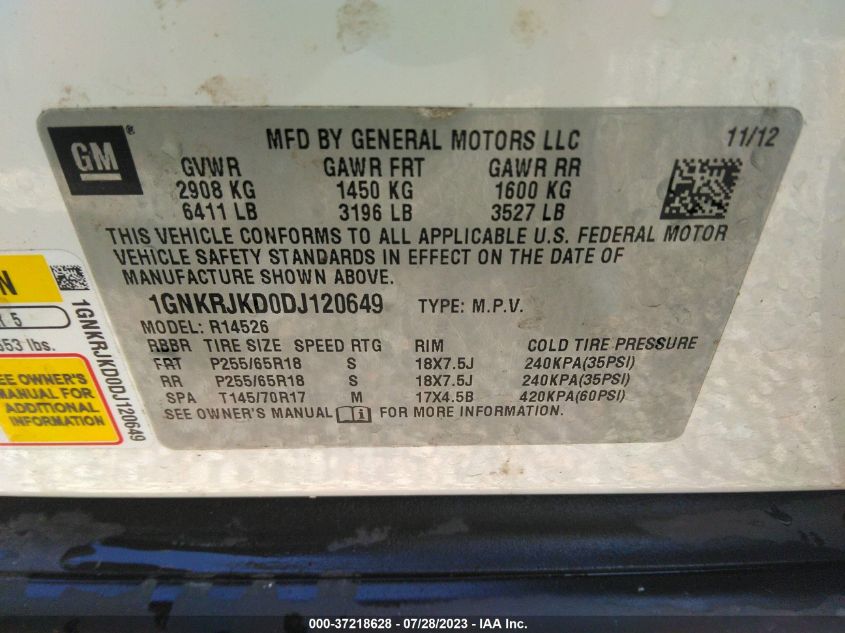 GM ®
MFD BY GENERAL MOTORS LLC 11/12
GVWR GAWR FRT GAWR RR
2908 KG 1450 KG 1600 KG
6411 LB 3196 LB 3527 LB
THIS VEHICLE CONFORMS TO ALL APPLICABLE U.S. FEDERAL MOTOR
VEHICLE SAFETY STANDARDS IN EFFECT ON THE DATE OF
MANUFACTURE SHOWN ABOVE.
1GNKRJKD0DJ120649 TYPE: M.P.V.
MODEL: R14526
RBBR TIRE SIZE SPEED RTG RIM COLD TIRE PRESSURE
FRT P255/65R18 S 18X7.5J 240KPA(35PSI)
RR P255/65R18 S 18X7.5J 240KPA(35PSI)
SPA T145/70R17 M 17X4.5B 420KPA(60PSI)
SEE OWNER'S MANUAL i FOR MORE INFORMATION.
N
5
653 lbs.
SEE OWNER'S
MANUAL FOR
ADDITIONAL
INFORMATION
1GNKRJKD0DJ120649
000-37218628 - 07/28/2023 - IAA Inc.